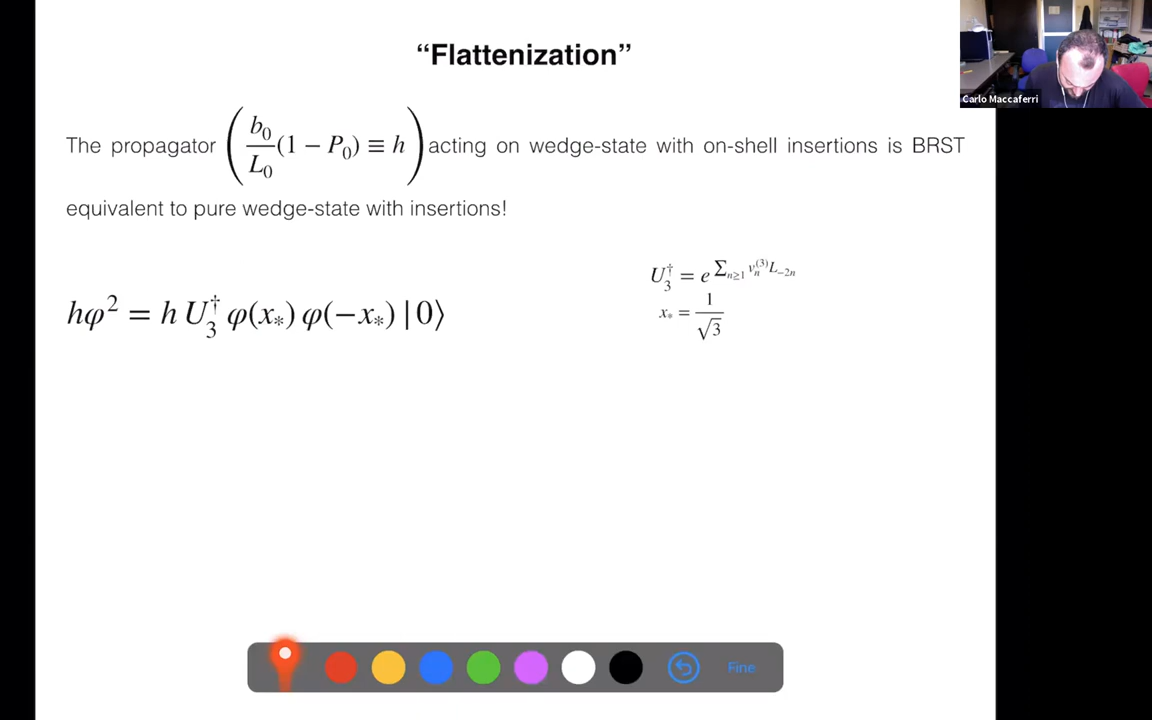 “Flattenization”
Carlo Maccaferri
The propagator $\left(\frac{b_0}{L_0}(1 - P_0) \equiv h\right)$ acting on wedge-state with on-shell insertions is BRST
equivalent to pure wedge-state with insertions!
$U_3^\dagger = e^{\sum_{n\geq 1} v_n^{(3)} L_{-2n}}$
$h\varphi^2 = h\, U_3^\dagger\, \varphi(x_*)\, \varphi(-x_*)\, |0\rangle$
$x_* = \frac{1}{\sqrt{3}}$
Fine